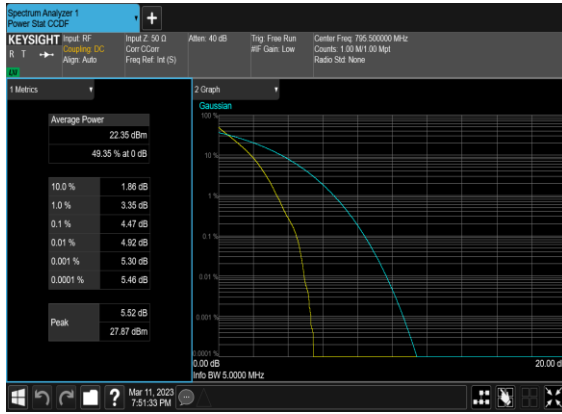 Spectrum Analyzer 1
Power Stat CCDF
KEYSIGHT
R T
LXI
Input: RF
Coupling: DC
Align: Auto
Input Z: 50 Ω
Corr CCorr
Freq Ref: Int (S)
Atten: 40 dB
Trig: Free Run
#IF Gain: Low
Center Freq: 795.500000 MHz
Counts: 1.00 M/1.00 Mpt
Radio Std: None
1 Metrics
Average Power
22.35 dBm
49.35 % at 0 dB
10.0 % 1.86 dB
1.0 % 3.35 dB
0.1 % 4.47 dB
0.01 % 4.92 dB
0.001 % 5.30 dB
0.0001 % 5.46 dB
Peak
5.52 dB
27.87 dBm
2 Graph
Gaussian
100 %
10 %
1 %
0.1 %
0.01 %
0.001 %
0.0001 %
0.00 dB
20.00 d
Info BW 5.0000 MHz
?
Mar 11, 2023
7:51:33 PM